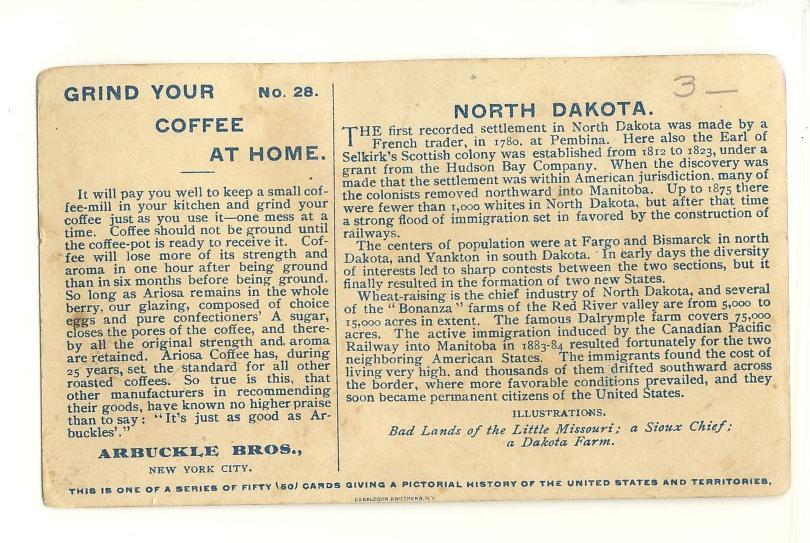 GRIND YOUR No. 28.
COFFEE
AT HOME.
It will pay you well to keep a small cof-
fee-mill in your kitchen and grind your
coffee just as you use it—one mess at a
time. Coffee should not be ground until
the coffee-pot is ready to receive it. Cof-
fee will lose more of its strength and
aroma in one hour after being ground
than in six months before being ground.
So long as Ariosa remains in the whole
berry, our glazing, composed of choice
eggs and pure confectioners' A sugar,
closes the pores of the coffee, and there-
by all the original strength and aroma
are retained. Ariosa Coffee has, during
25 years, set the standard for all other
roasted coffees. So true is this, that
other manufacturers in recommending
their goods, have known no higher praise
than to say: "It's just as good as Ar-
buckles'."
ARBUCKLE BROS.,
NEW YORK CITY.
3 —
NORTH DAKOTA.
THE first recorded settlement in North Dakota was made by a
French trader, in 1780, at Pembina. Here also the Earl of
Selkirk's Scottish colony was established from 1812 to 1823, under a
grant from the Hudson Bay Company. When the discovery was
made that the settlement was within American jurisdiction, many of
the colonists removed northward into Manitoba. Up to 1875 there
were fewer than 1,000 whites in North Dakota, but after that time
a strong flood of immigration set in favored by the construction of
railways.
The centers of population were at Fargo and Bismarck in north
Dakota, and Yankton in south Dakota. In early days the diversity
of interests led to sharp contests between the two sections, but it
finally resulted in the formation of two new States.
Wheat-raising is the chief industry of North Dakota, and several
of the "Bonanza" farms of the Red River valley are from 5,000 to
15,000 acres in extent. The famous Dalrymple farm covers 75,000
acres. The active immigration induced by the Canadian Pacific
Railway into Manitoba in 1883-84 resulted fortunate for the two
neighboring American States. The immigrants found the cost of
living very high, and thousands of them drifted southward across
the border, where more favorable conditions prevailed, and they
soon became permanent citizens of the United States.
ILLUSTRATIONS.
Bad Lands of the Little Missouri; a Sioux Chief;
a Dakota Farm.
THIS IS ONE OF A SERIES OF FIFTY (50) CARDS GIVING A PICTORIAL HISTORY OF THE UNITED STATES AND TERRITORIES.
DONALDSON BROTHERS, N.Y.